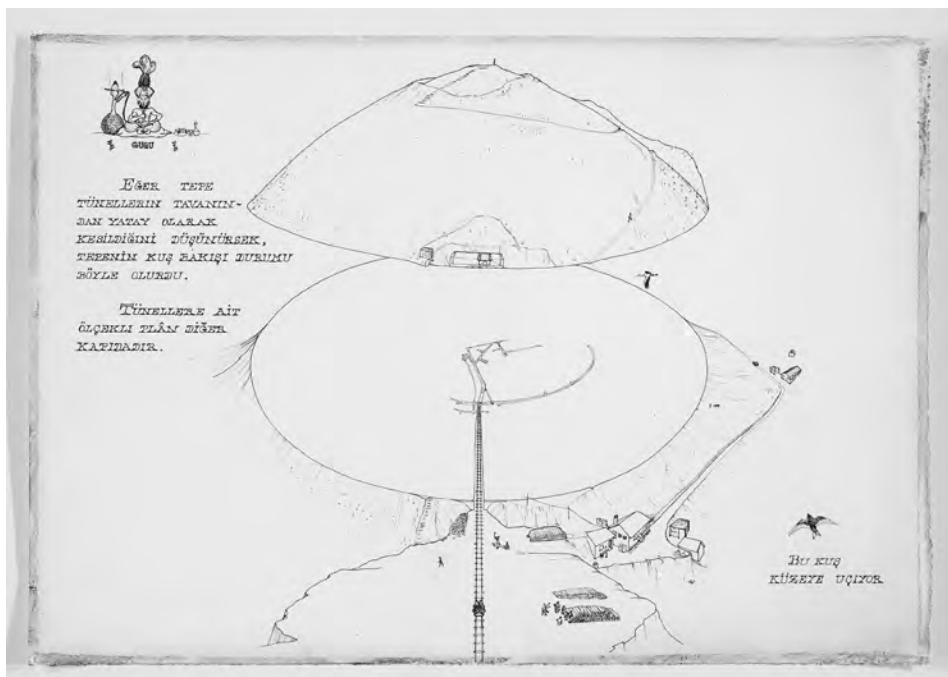 GURU
EĞER TEPE
TÜNELLERİN TAVANIN-
DAN YATAY OLARAK
KESİLDİĞİNİ DÜŞÜNÜRSEK,
TEPENİN KUŞ BAKIŞI DURUMU
BÖYLE OLURDU.
TÜNELLERE AİT
ÖLÇEKLİ PLÂN DİĞER
KAPIDADIR.
BU KUŞ
KUZEYE UÇIYOR